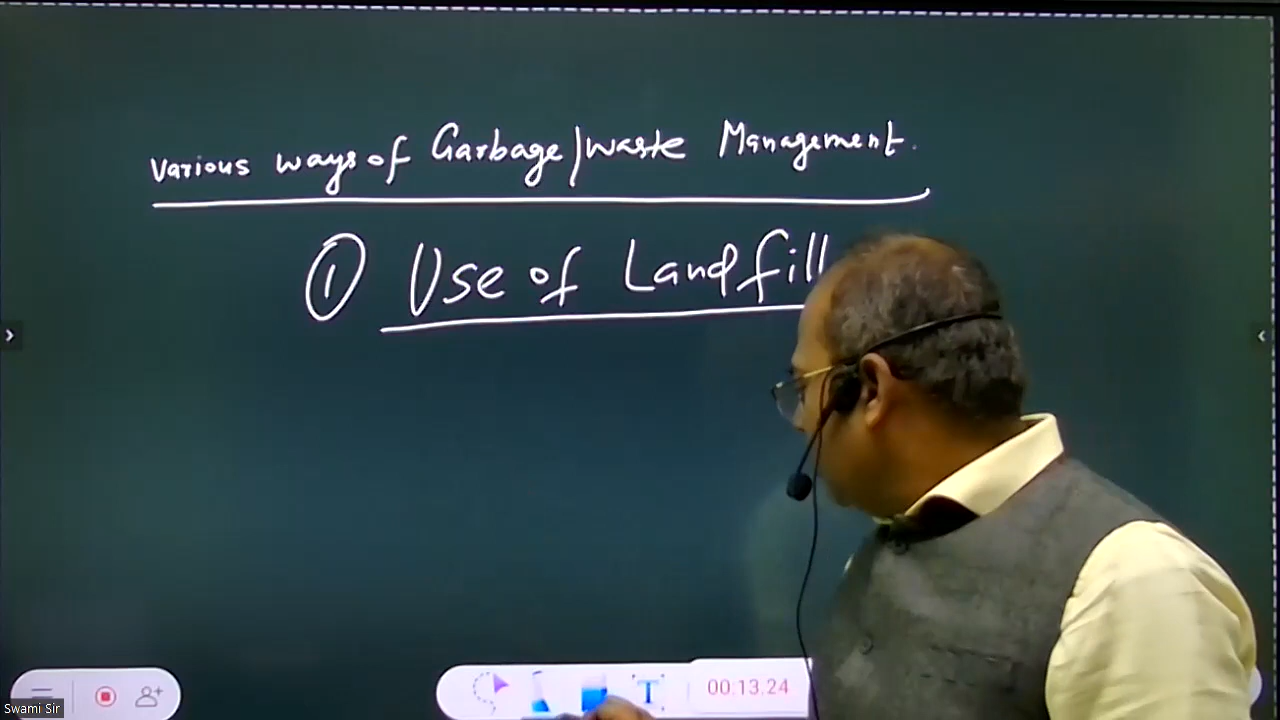 Various ways of Garbage/waste Management.
① Use of Landfill
T
00:13.24
Swami Sir